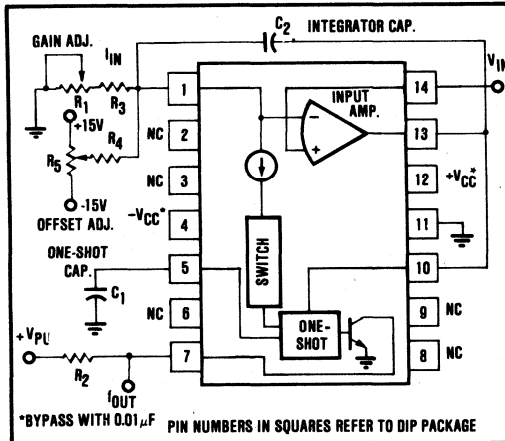 C2 INTEGRATOR CAP.
GAIN ADJ.
IIN
VIN
R1
R3
+15V
R4
R5
-15V
OFFSET ADJ.
1
14
INPUT
AMP.
−
+
NC 2
13
NC 3
12 +VCC*
-VCC* 4
11
ONE-SHOT
CAP.
5
10
C1
SWITCH
NC 6
9 NC
ONE-
SHOT
+VPU
7
8 NC
R2
fOUT
*BYPASS WITH 0.01µF
PIN NUMBERS IN SQUARES REFER TO DIP PACKAGE